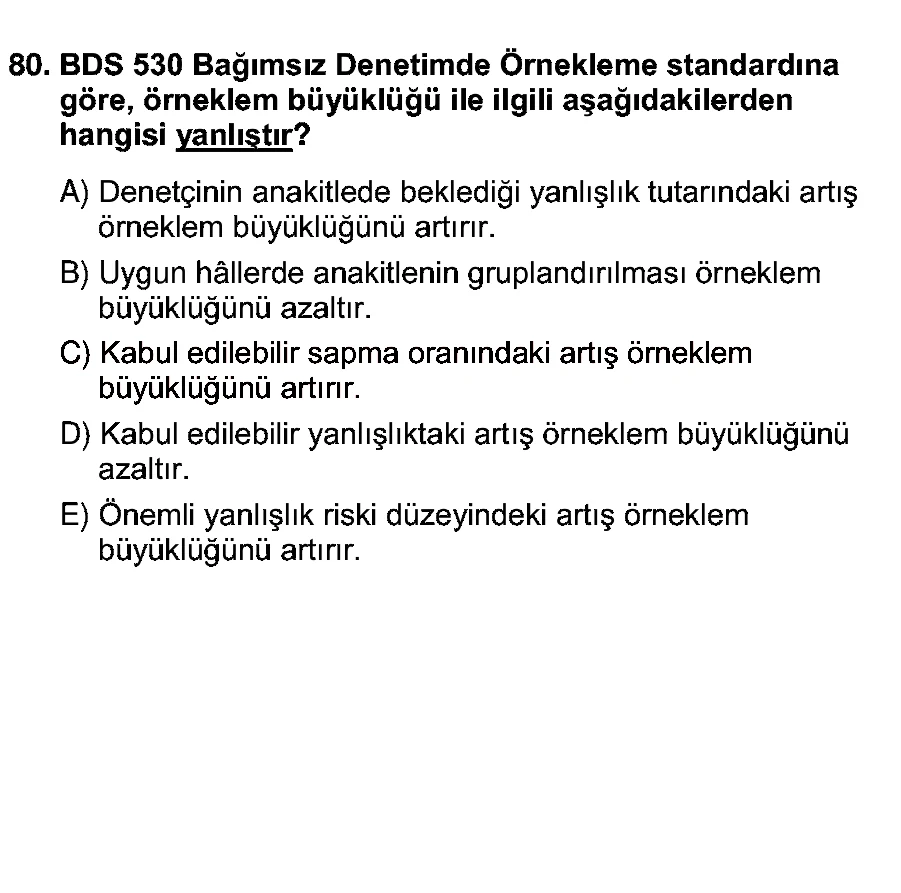 80. BDS 530 Bağımsız Denetimde Örnekleme standardına
göre, örneklem büyüklüğü ile ilgili aşağıdakilerden
hangisi yanlıştır?
A) Denetçinin anakitlede beklediği yanlışlık tutarındaki artış
örneklem büyüklüğünü artırır.
B) Uygun hâllerde anakitlenin gruplandırılması örneklem
büyüklüğünü azaltır.
C) Kabul edilebilir sapma oranındaki artış örneklem
büyüklüğünü artırır.
D) Kabul edilebilir yanlışlıktaki artış örneklem büyüklüğünü
azaltır.
E) Önemli yanlışlık riski düzeyindeki artış örneklem
büyüklüğünü artırır.